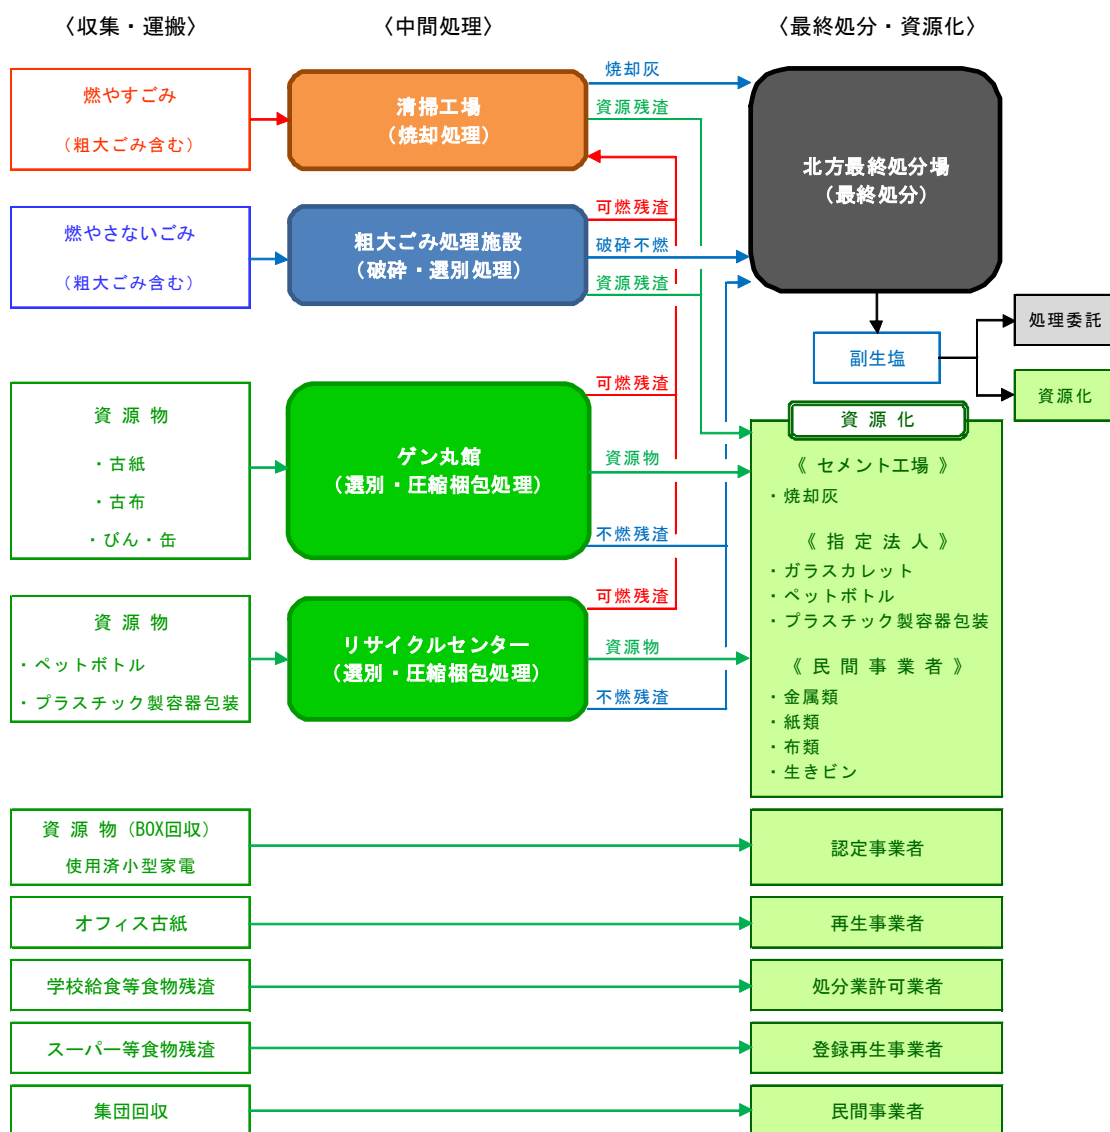 〈収集・運搬〉
〈中間処理〉
〈最終処分・資源化〉
燃やすごみ
（粗大ごみ含む）
清掃工場
（焼却処理）
焼却灰
資源残渣
北方最終処分場
（最終処分）
燃やさないごみ
（粗大ごみ含む）
粗大ごみ処理施設
（破砕・選別処理）
可燃残渣
破砕不燃
資源残渣
副生塩
処理委託
資源化
資 源 物
・古紙
・古布
・びん・缶
ゲン丸館
（選別・圧縮梱包処理）
可燃残渣
資源物
不燃残渣
資 源 物
・ペットボトル
・プラスチック製容器包装
リサイクルセンター
（選別・圧縮梱包処理）
可燃残渣
資源物
不燃残渣
資 源 化
《 セメント工場 》
・焼却灰
《 指 定 法 人 》
・ガラスカレット
・ペットボトル
・プラスチック製容器包装
《 民 間 事 業 者 》
・金属類
・紙類
・布類
・生きビン
資 源 物（BOX回収）
使用済小型家電
認定事業者
オフィス古紙
再生事業者
学校給食等食物残渣
処分業許可業者
スーパー等食物残渣
登録再生事業者
集団回収
民間事業者